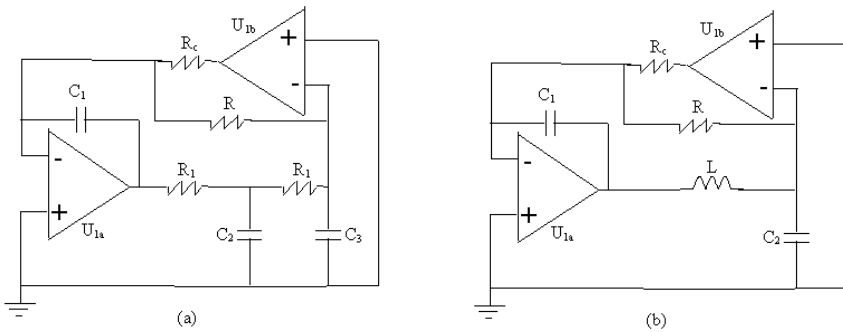 U1b
Rc
+
-
C1
R
-
+
R1
R1
U1a
C2
C3
(a)
U1b
Rc
+
-
C1
R
-
+
L
U1a
C2
(b)